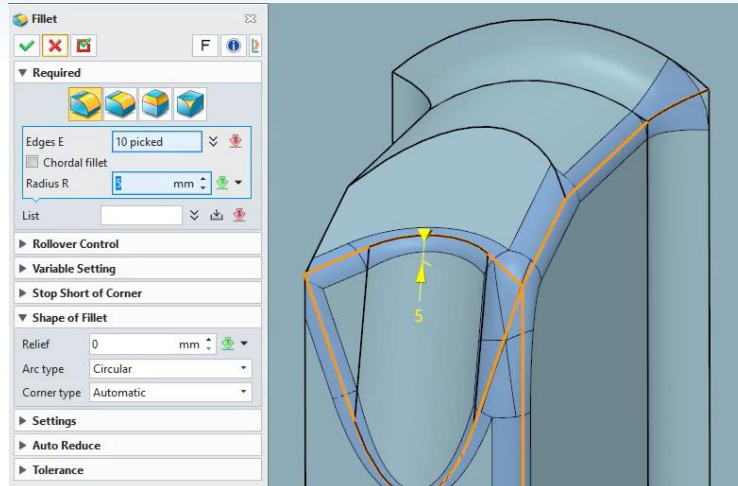 Fillet
F
Required
Edges E 10 picked
Chordal fillet
Radius R 5 mm
List
Rollover Control
Variable Setting
Stop Short of Corner
Shape of Fillet
Relief 0 mm
Arc type Circular
Corner type Automatic
Settings
Auto Reduce
Tolerance
5